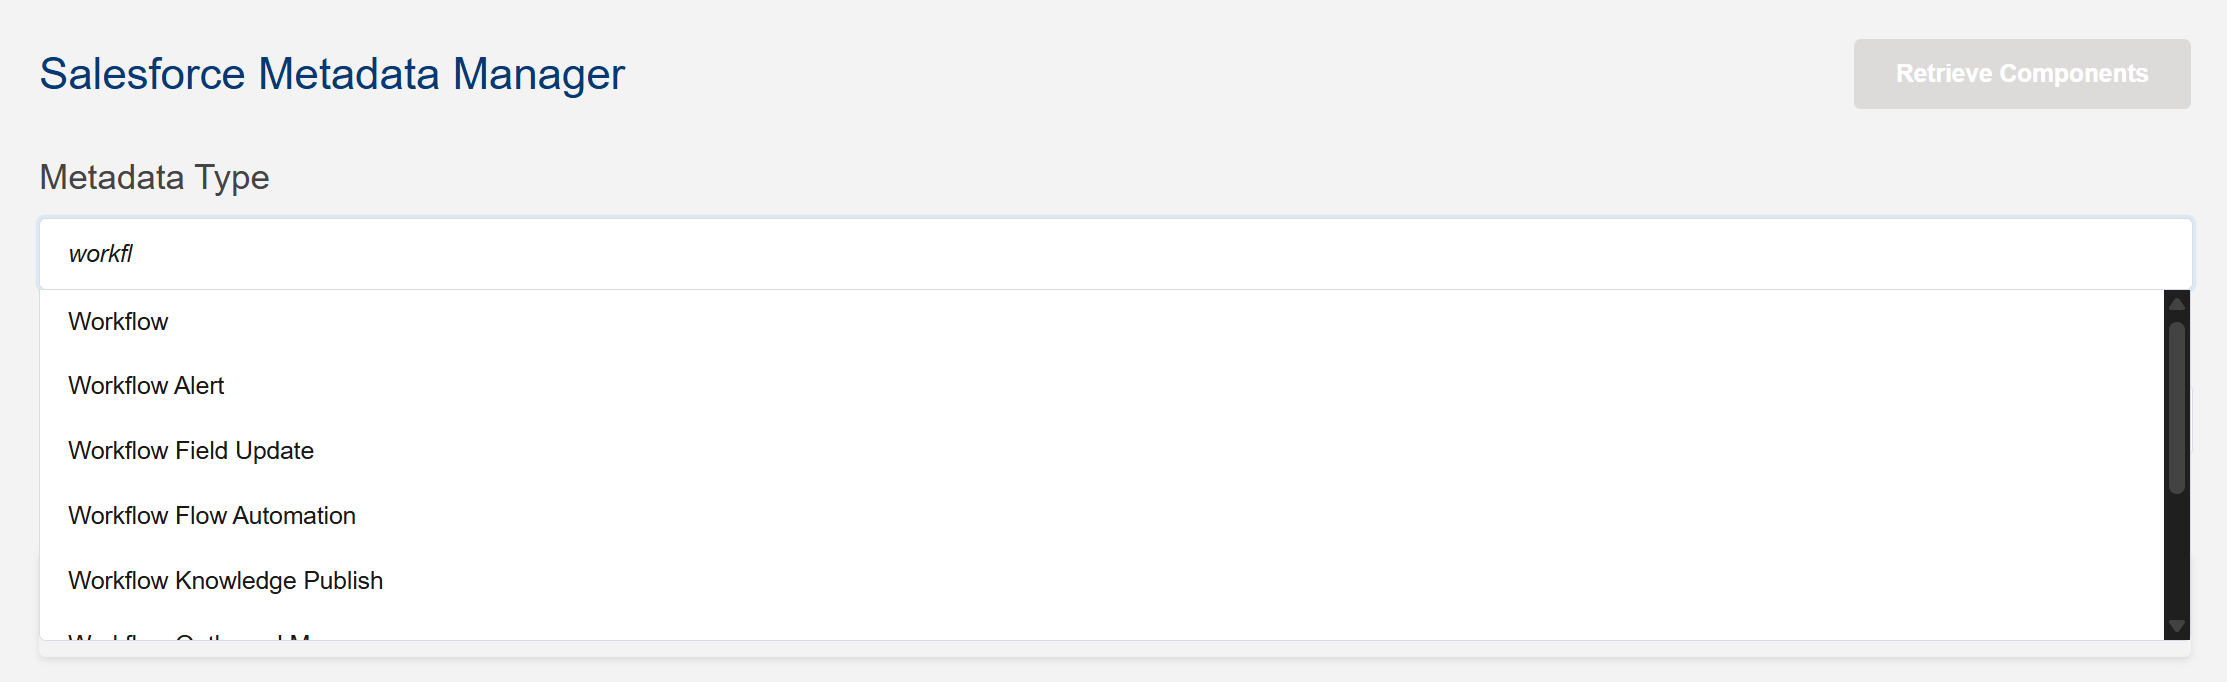 Salesforce Metadata Manager
Retrieve Components
Metadata Type
workfl
Workflow
Workflow Alert
Workflow Field Update
Workflow Flow Automation
Workflow Knowledge Publish